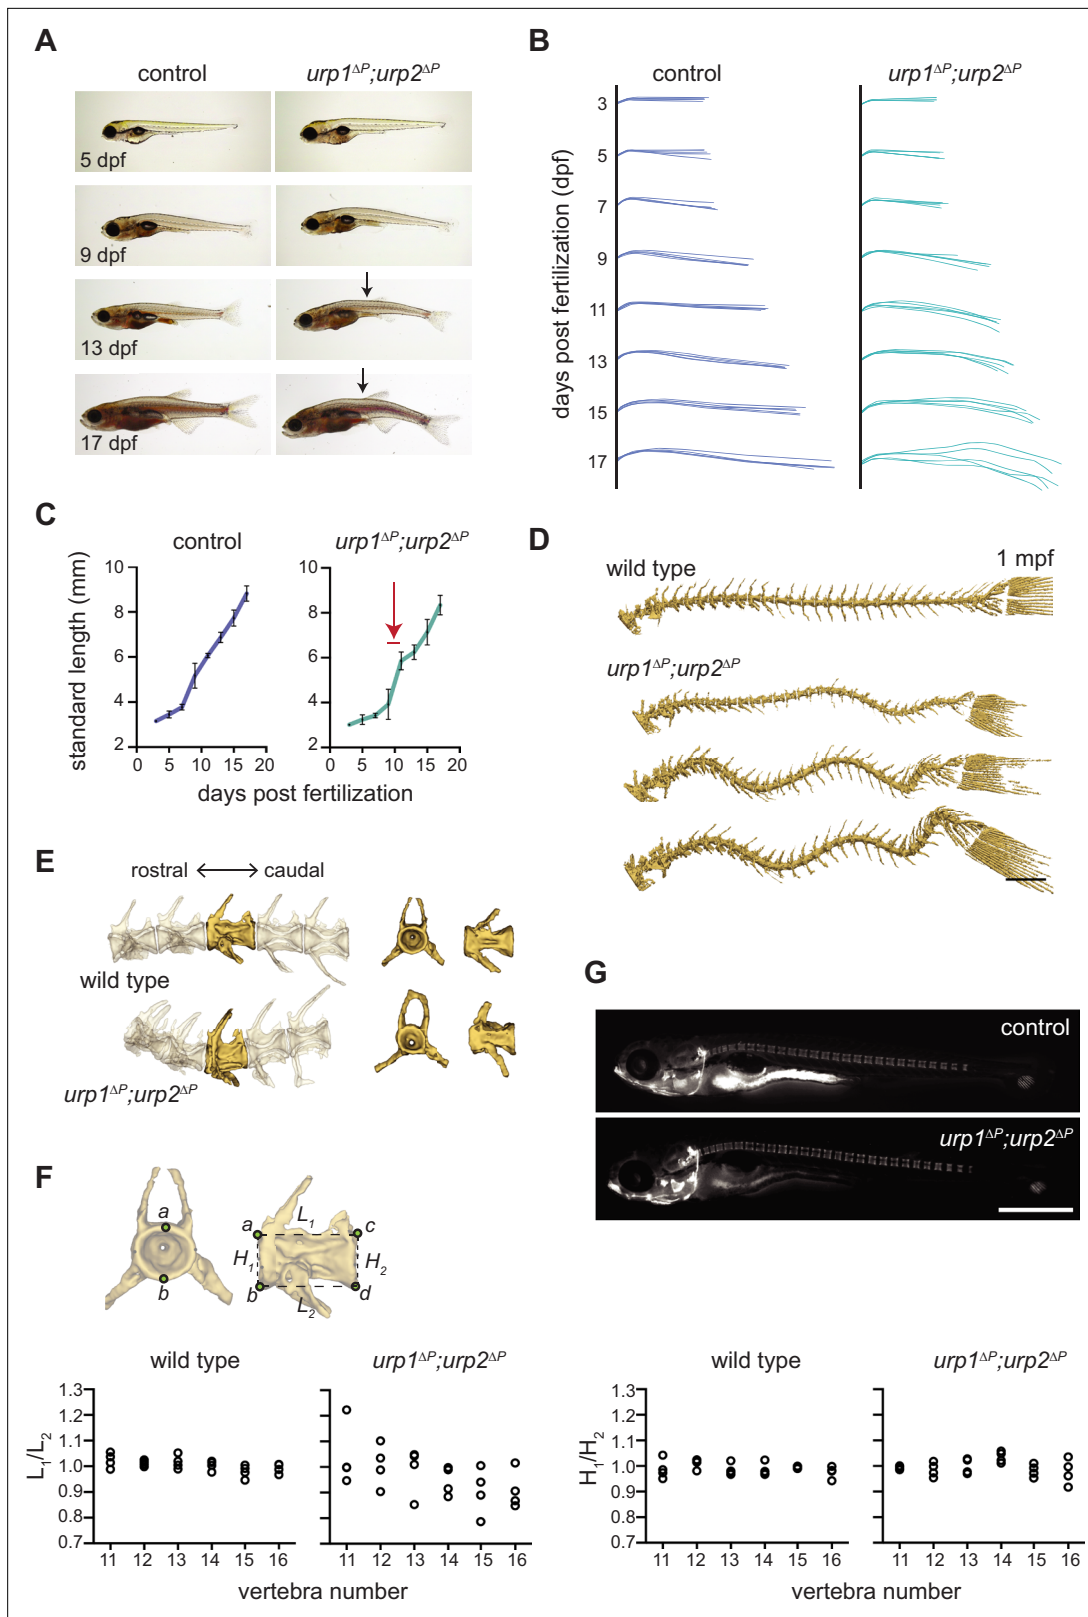 A
control
urp1ΔP;urp2ΔP
5 dpf
9 dpf
13 dpf
17 dpf
B
control
urp1ΔP;urp2ΔP
days post fertilization (dpf)
3
5
7
9
11
13
15
17
C
control
urp1ΔP;urp2ΔP
standard length (mm)
10
8
6
4
2
0 5 10 15 20
10
8
6
4
2
0 5 10 15 20
days post fertilization
D
wild type
1 mpf
urp1ΔP;urp2ΔP
E
rostral ⟷ caudal
wild type
urp1ΔP;urp2ΔP
G
control
urp1ΔP;urp2ΔP
F
a
b
a L1 c
H1 H2
b L2 d
wild type
urp1ΔP;urp2ΔP
L1/L2
1.3
1.2
1.1
1.0
0.9
0.8
0.7
11 12 13 14 15 16
11 12 13 14 15 16
vertebra number
wild type
urp1ΔP;urp2ΔP
H1/H2
1.3
1.2
1.1
1.0
0.9
0.8
0.7
11 12 13 14 15 16
11 12 13 14 15 16
vertebra number